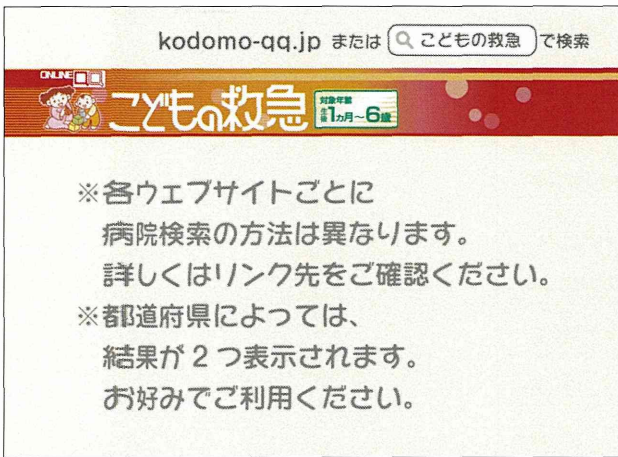 kodomo-qq.jp または こどもの救急 で検索
ONLINE QQ
こどもの救急
対象年齢
生後1ヵ月～6歳
※各ウェブサイトごとに
病院検索の方法は異なります。
詳しくはリンク先をご確認ください。
※都道府県によっては、
結果が2つ表示されます。
お好みでご利用ください。